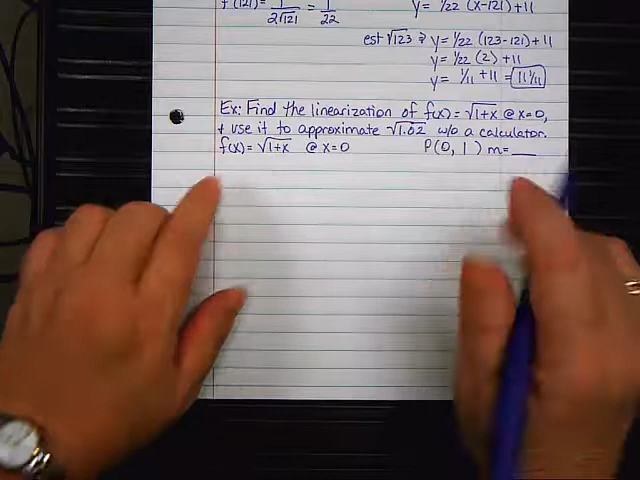 f'(121) = 1/(2√121) = 1/22 y = 1/22 (x-121)+11
est √123 ? y = 1/22 (123-121)+11
y = 1/22 (2) +11
y = 1/11 + 11 = 11 1/11
Ex: Find the linearization of f(x) = √1+x @ x=0,
+ use it to approximate √1.02 w/o a calculator.
f(x) = √1+x @ x=0 P(0, 1) m= __